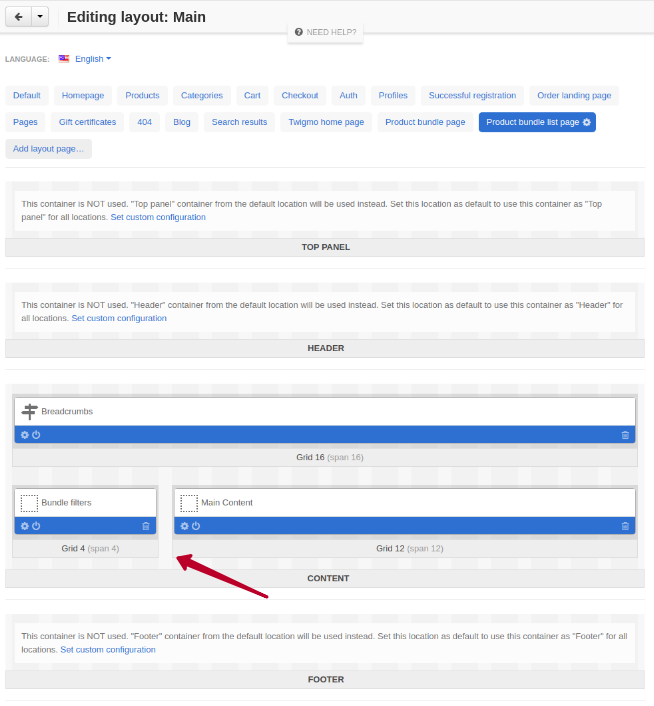 Editing layout: Main
NEED HELP?
LANGUAGE: English
Default Homepage Products Categories Cart Checkout Auth Profiles Successful registration Order landing page
Pages Gift certificates 404 Blog Search results Twigmo home page Product bundle page Product bundle list page
Add layout page…
This container is NOT used. "Top panel" container from the default location will be used instead. Set this location as default to use this container as "Top
panel" for all locations. Set custom configuration
TOP PANEL
This container is NOT used. "Header" container from the default location will be used instead. Set this location as default to use this container as "Header" for
all locations. Set custom configuration
HEADER
Breadcrumbs
Grid 16 (span 16)
Bundle filters Main Content
Grid 4 (span 4) Grid 12 (span 12)
CONTENT
This container is NOT used. "Footer" container from the default location will be used instead. Set this location as default to use this container as "Footer" for all
locations. Set custom configuration
FOOTER